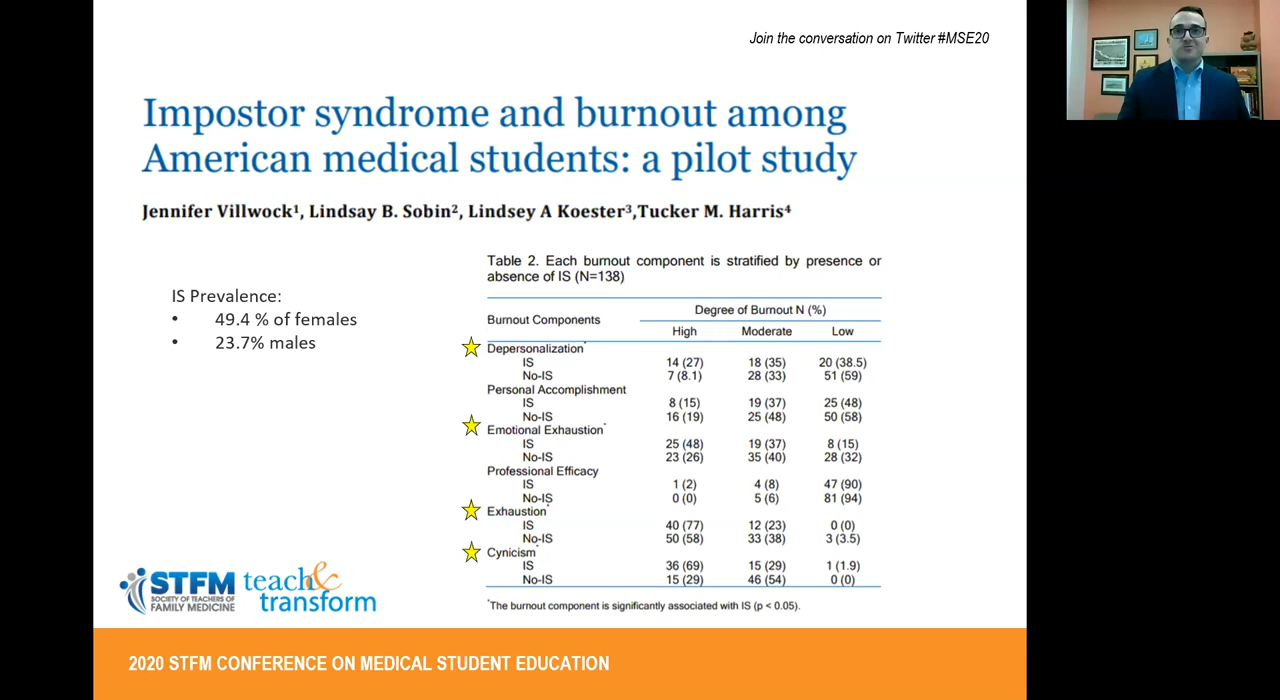 Join the conversation on Twitter #MSE20
Impostor syndrome and burnout among
American medical students: a pilot study
Jennifer Villwock¹, Lindsay B. Sobin², Lindsey A Koester³,Tucker M. Harris⁴
IS Prevalence:
• 49.4 % of females
• 23.7% males
Table 2. Each burnout component is stratified by presence or
absence of IS (N=138)
Burnout Components
Degree of Burnout N (%)
High Moderate Low
Depersonalization*
IS 14 (27) 18 (35) 20 (38.5)
No-IS 7 (8.1) 28 (33) 51 (59)
Personal Accomplishment
IS 8 (15) 19 (37) 25 (48)
No-IS 16 (19) 25 (48) 50 (58)
Emotional Exhaustion*
IS 25 (48) 19 (37) 8 (15)
No-IS 23 (26) 35 (40) 28 (32)
Professional Efficacy
IS 1 (2) 4 (8) 47 (90)
No-IS 0 (0) 5 (6) 81 (94)
Exhaustion*
IS 40 (77) 12 (23) 0 (0)
No-IS 50 (58) 33 (38) 3 (3.5)
Cynicism*
IS 36 (69) 15 (29) 1 (1.9)
No-IS 15 (29) 46 (54) 0 (0)
*The burnout component is significantly associated with IS (p < 0.05).
STFM
SOCIETY OF TEACHERS OF
FAMILY MEDICINE
teach &
transform
2020 STFM CONFERENCE ON MEDICAL STUDENT EDUCATION